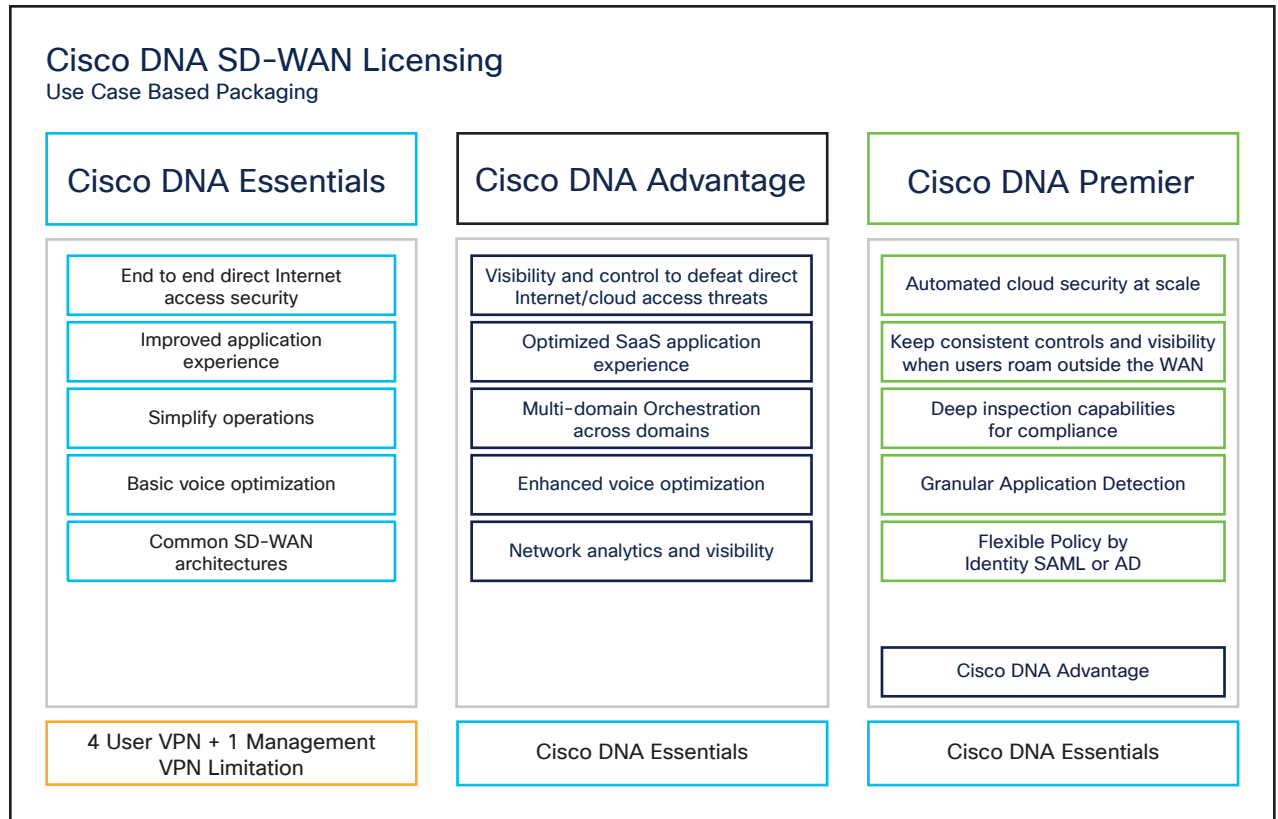 Cisco DNA SD-WAN Licensing
Use Case Based Packaging
Cisco DNA Essentials
End to end direct Internet
access security
Improved application
experience
Simplify operations
Basic voice optimization
Common SD-WAN
architectures
4 User VPN + 1 Management
VPN Limitation
Cisco DNA Advantage
Visibility and control to defeat direct
Internet/cloud access threats
Optimized SaaS application
experience
Multi-domain Orchestration
across domains
Enhanced voice optimization
Network analytics and visibility
Cisco DNA Essentials
Cisco DNA Premier
Automated cloud security at scale
Keep consistent controls and visibility
when users roam outside the WAN
Deep inspection capabilities
for compliance
Granular Application Detection
Flexible Policy by
Identity SAML or AD
Cisco DNA Advantage
Cisco DNA Essentials